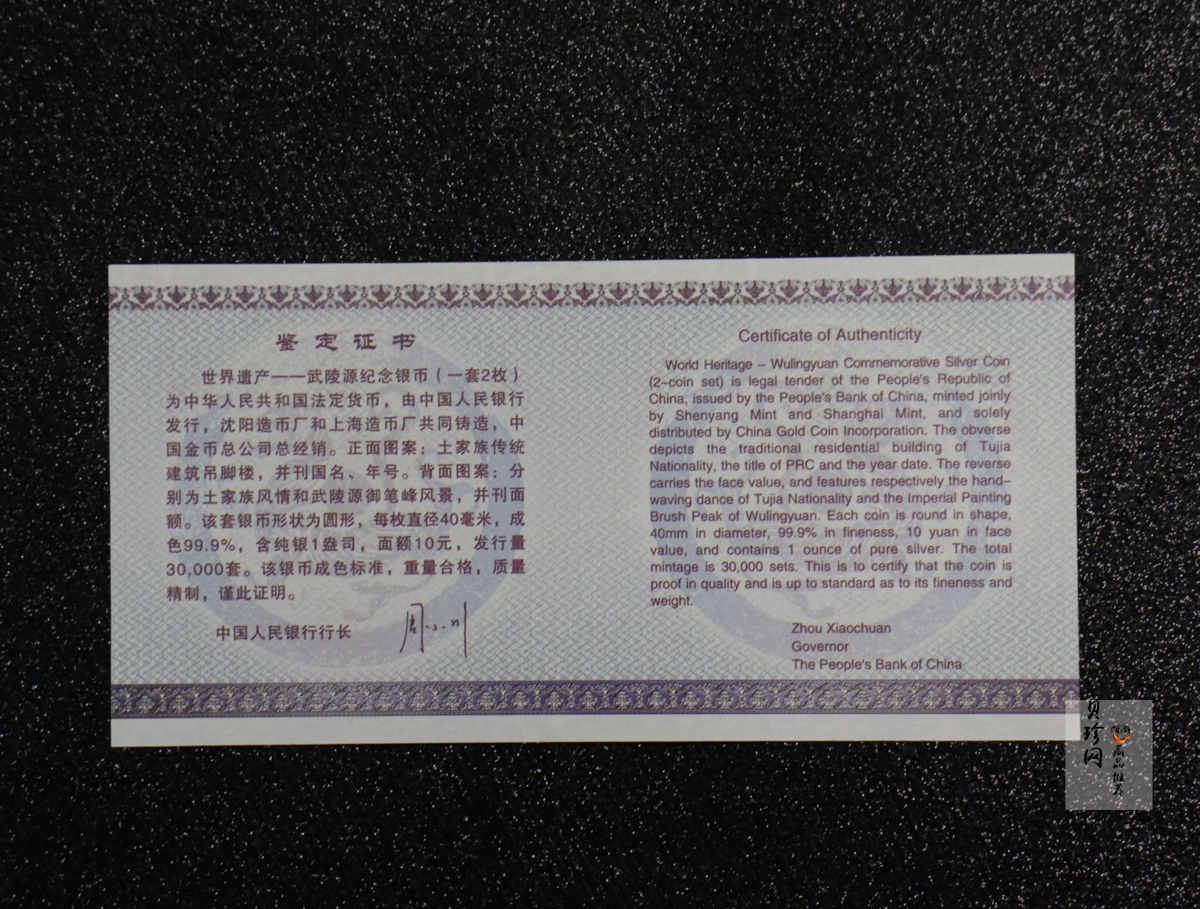 鉴定证书
世界遗产——武陵源纪念银币（一套2枚）
为中华人民共和国法定货币，由中国人民银行
发行，沈阳造币厂和上海造币厂共同铸造，中
国金币总公司总经销。正面图案：土家族传统
建筑吊脚楼，并刊国名、年号。背面图案：分
别为土家族风情和武陵源御笔峰风景，并刊面
额。该套银币形状为圆形，每枚直径40毫米，成
色99.9%，含纯银1盎司，面额10元，发行量
30,000套。该银币成色标准，重量合格，质量
精制，谨此证明。
中国人民银行行长
Certificate of Authenticity
World Heritage – Wulingyuan Commemorative Silver Coin
(2–coin set) is legal tender of the People's Republic of
China, issued by the People's Bank of China, minted joinly
by Shenyang Mint and Shanghai Mint, and solely
distributed by China Gold Coin Incorporation. The obverse
depicts the traditional residential building of Tujia
Nationality, the title of PRC and the year date. The reverse
carries the face value, and features respectively the hand–
waving dance of Tujia Nationality and the Imperial Painting
Brush Peak of Wulingyuan. Each coin is round in shape,
40mm in diameter, 99.9% in fineness, 10 yuan in face
value, and contains 1 ounce of pure silver. The total
mintage is 30,000 sets. This is to certify that the coin is
proof in quality and is up to standard as to its fineness and
weight.
Zhou Xiaochuan
Governor
The People's Bank of China
贝珍网